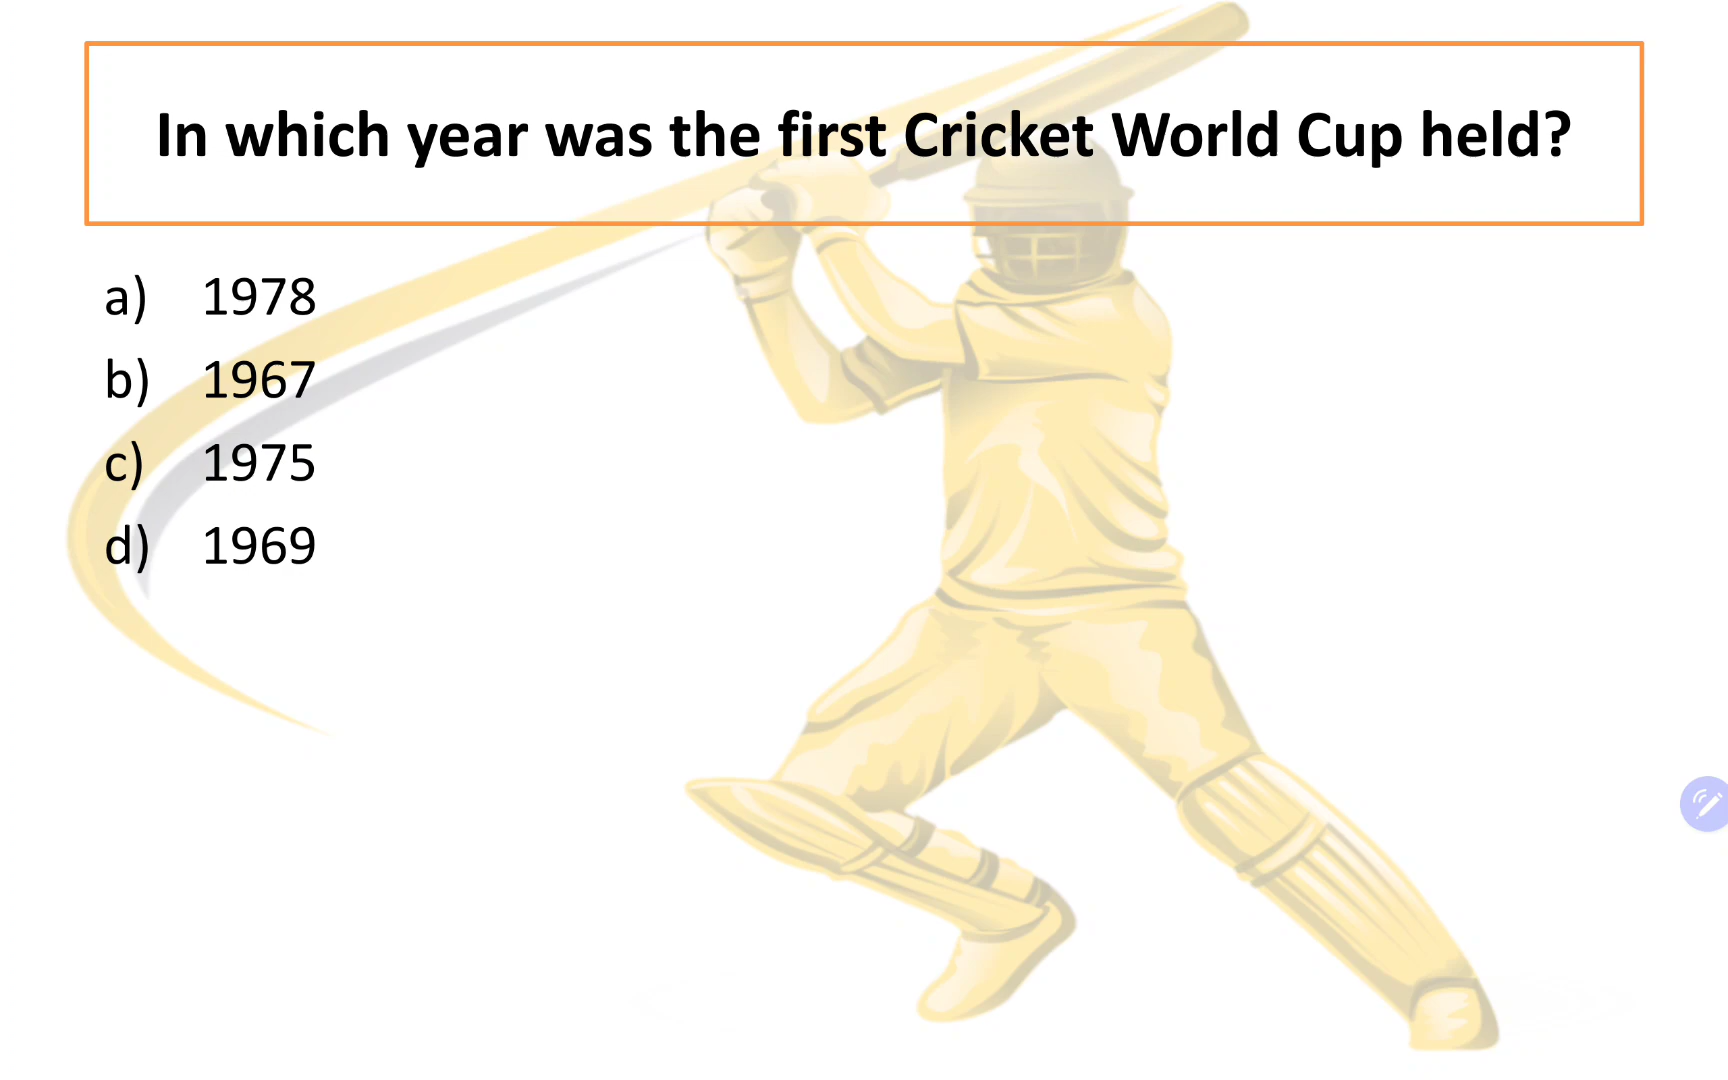 In which year was the first Cricket World Cup held?
a) 1978
b) 1967
c) 1975
d) 1969